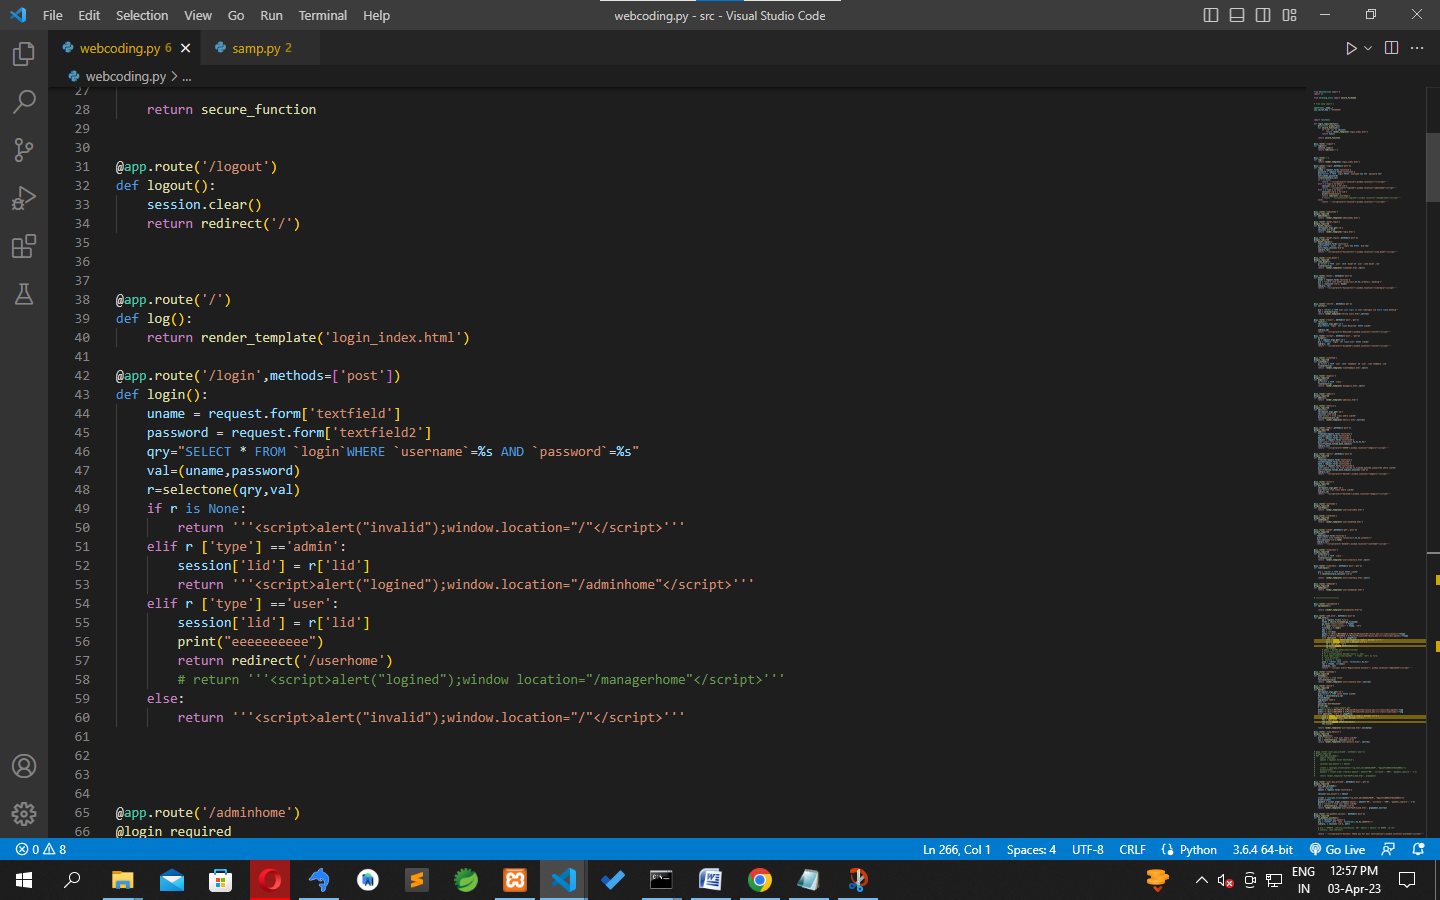 File Edit Selection View Go Run Terminal Help
webcoding.py - src - Visual Studio Code
webcoding.py 6
samp.py 2
webcoding.py > ...
27
28 return secure_function
29
30
31 @app.route('/logout')
32 def logout():
33 session.clear()
34 return redirect('/')
35
36
37
38 @app.route('/')
39 def log():
40 return render_template('login_index.html')
41
42 @app.route('/login',methods=['post'])
43 def login():
44 uname = request.form['textfield']
45 password = request.form['textfield2']
46 qry="SELECT * FROM `login`WHERE `username`=%s AND `password`=%s"
47 val=(uname,password)
48 r=selectone(qry,val)
49 if r is None:
50 return '''<script>alert("invalid");window.location="/"</script>'''
51 elif r ['type'] =='admin':
52 session['lid'] = r['lid']
53 return '''<script>alert("logined");window.location="/adminhome"</script>'''
54 elif r ['type'] =='user':
55 session['lid'] = r['lid']
56 print("eeeeeeeeee")
57 return redirect('/userhome')
58 # return '''<script>alert("logined");window location="/managerhome"</script>'''
59 else:
60 return '''<script>alert("invalid");window.location="/"</script>'''
61
62
63
64
65 @app.route('/adminhome')
66 @login_required
0 8 Ln 266, Col 1 Spaces: 4 UTF-8 CRLF Python 3.6.4 64-bit Go Live
ENG
IN
12:57 PM
03-Apr-23